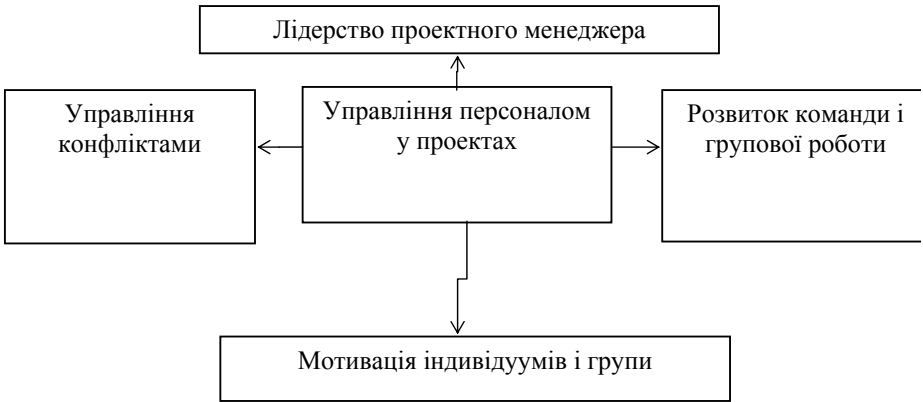 Лідерство проектного менеджера
Управління
конфліктами
Управління персоналом
у проектах
Розвиток команди і
групової роботи
Мотивація індивідуумів і групи